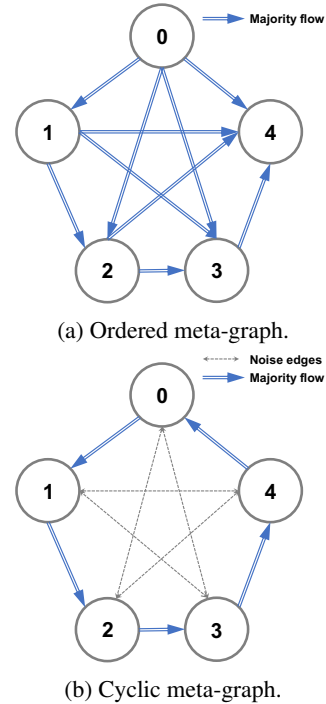 Majority flow
0
1
4
2
3
(a) Ordered meta-graph.
Noise edges
Majority flow
0
1
4
2
3
(b) Cyclic meta-graph.